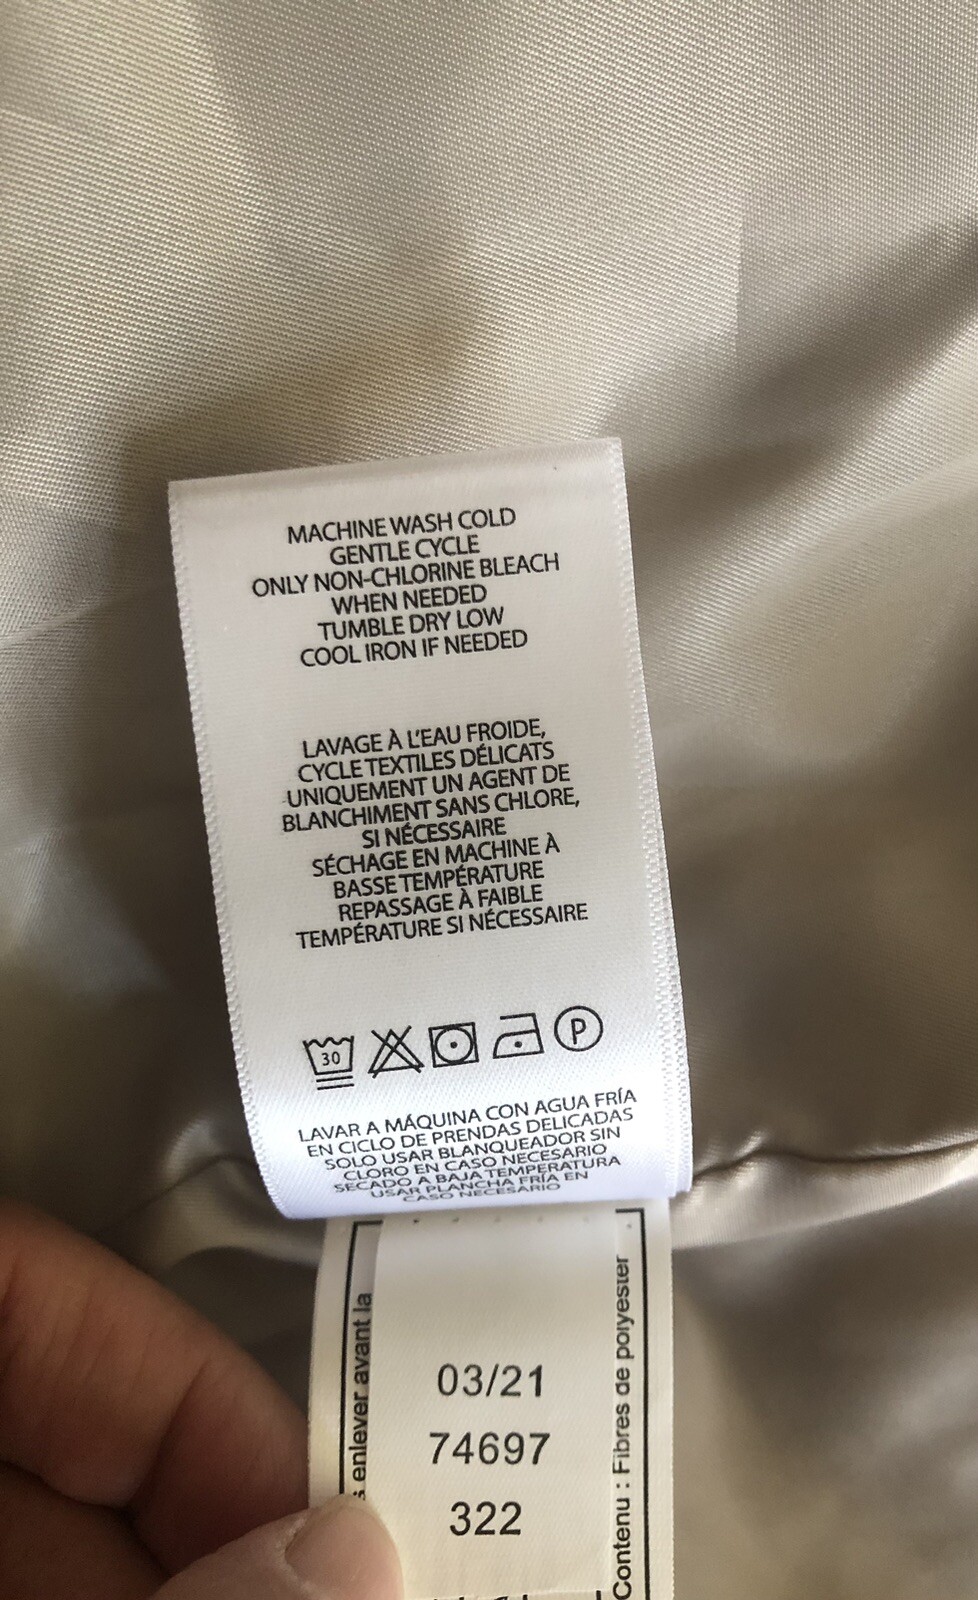 MACHINE WASH COLD
GENTLE CYCLE
ONLY NON-CHLORINE BLEACH
WHEN NEEDED
TUMBLE DRY LOW
COOL IRON IF NEEDED
LAVAGE À L'EAU FROIDE,
CYCLE TEXTILES DÉLICATS
UNIQUEMENT UN AGENT DE
BLANCHIMENT SANS CHLORE,
SI NÉCESSAIRE
SÉCHAGE EN MACHINE À
BASSE TEMPÉRATURE
REPASSAGE À FAIBLE
TEMPÉRATURE SI NÉCESSAIRE
30
P
LAVAR A MÁQUINA CON AGUA FRÍA
EN CICLO DE PRENDAS DELICADAS
SOLO USAR BLANQUEADOR SIN
CLORO EN CASO NECESARIO
SECADO A BAJA TEMPERATURA
USAR PLANCHA FRÍA EN
CASO NECESARIO
enlever avant la
03/21
74697
322
Contenu : Fibres de polyester